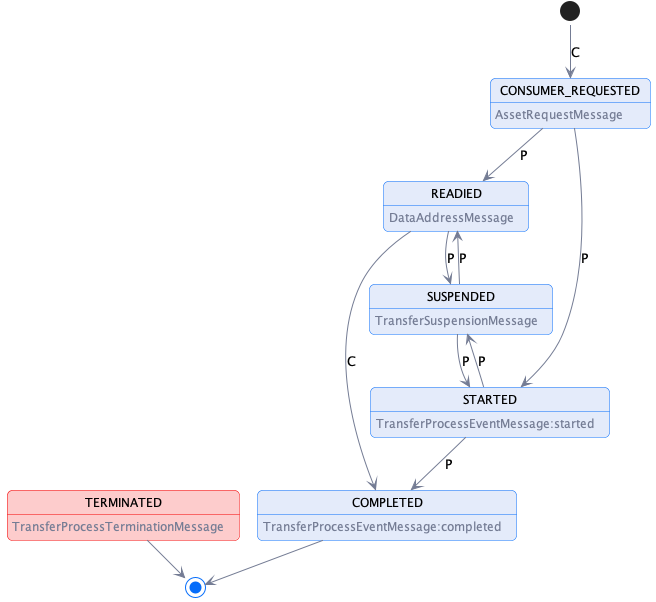 C
CONSUMER_REQUESTED
AssetRequestMessage
P
READIED
DataAddressMessage
P
P
P
SUSPENDED
TransferSuspensionMessage
C
P
P
STARTED
TransferProcessEventMessage:started
P
TERMINATED
TransferProcessTerminationMessage
COMPLETED
TransferProcessEventMessage:completed